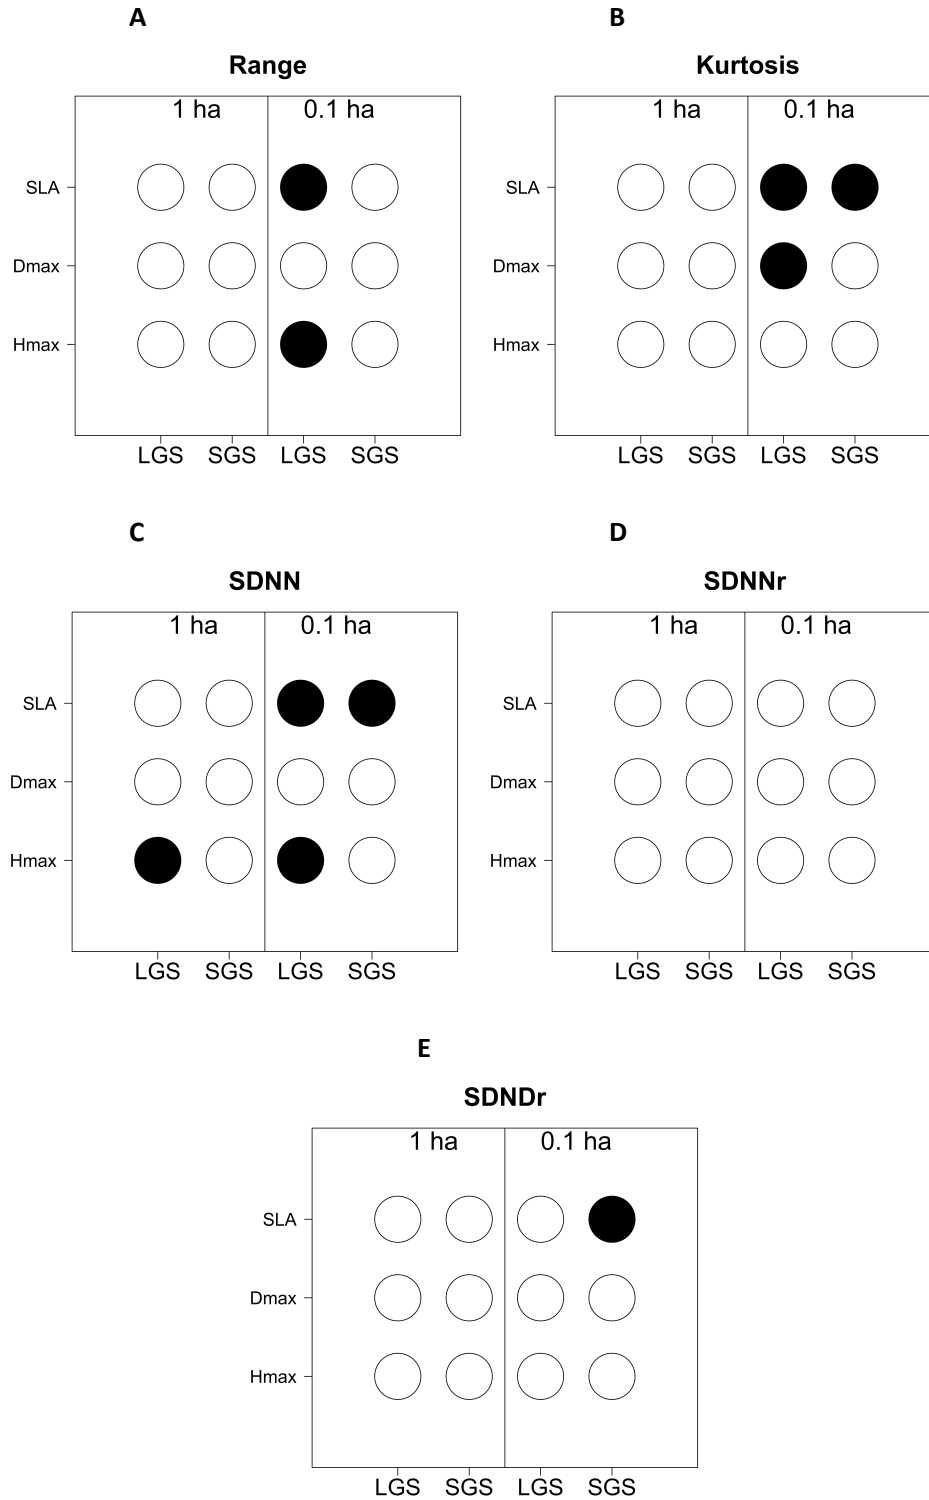 A
B
Range
Kurtosis
1 ha
0.1 ha
1 ha
0.1 ha
SLA
Dmax
Hmax
SLA
Dmax
Hmax
LGS SGS LGS SGS
LGS SGS LGS SGS
C
D
SDNN
SDNNr
1 ha
0.1 ha
1 ha
0.1 ha
SLA
Dmax
Hmax
SLA
Dmax
Hmax
LGS SGS LGS SGS
LGS SGS LGS SGS
E
SDNDr
1 ha
0.1 ha
SLA
Dmax
Hmax
LGS SGS LGS SGS